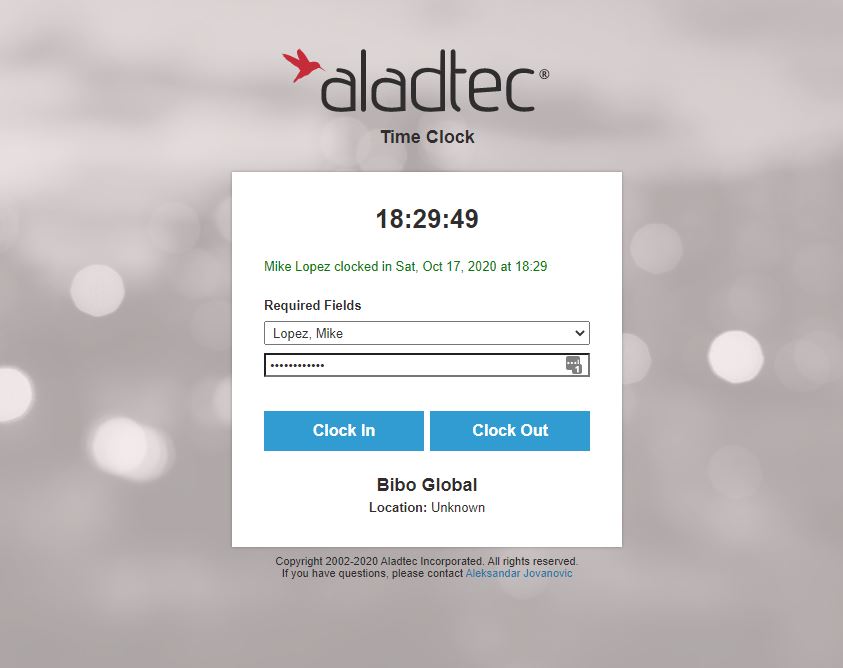 aladtec®
Time Clock
18:29:49
Mike Lopez clocked in Sat, Oct 17, 2020 at 18:29
Required Fields
Lopez, Mike
••••••••••••
1
Clock In
Clock Out
Bibo Global
Location: Unknown
Copyright 2002-2020 Aladtec Incorporated. All rights reserved.
If you have questions, please contact Aleksandar Jovanovic